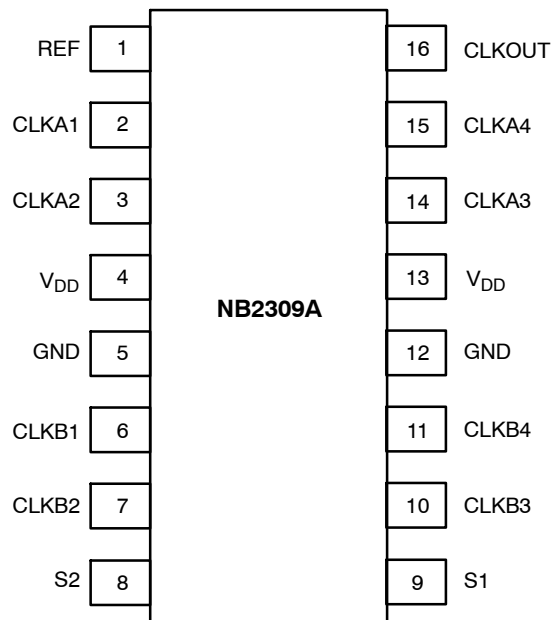 REF 1 16 CLKOUT
CLKA1 2 15 CLKA4
CLKA2 3 14 CLKA3
VDD 4 13 VDD
NB2309A
GND 5 12 GND
CLKB1 6 11 CLKB4
CLKB2 7 10 CLKB3
S2 8 9 S1